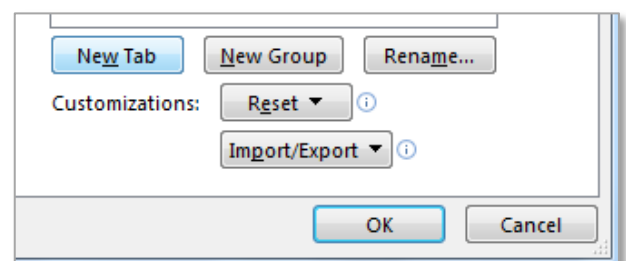 New Tab New Group Rename...
Customizations: Reset
Import/Export
OK Cancel